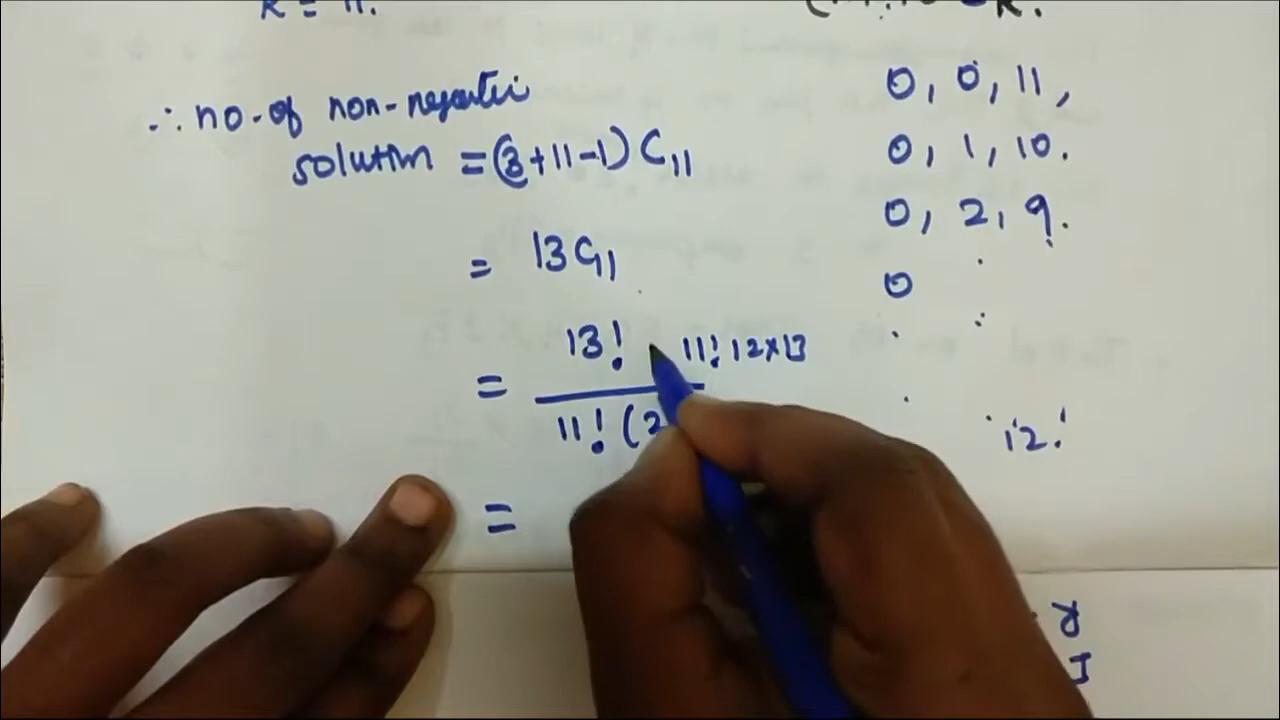 K = 11.
∴ no. of non-negative
solution = (3+11-1) C₁₁
= 13C₁₁
= 13! 11! 12×13
11! (2
=
0, 0, 11,
0, 1, 10.
0, 2, 9.
0
12!